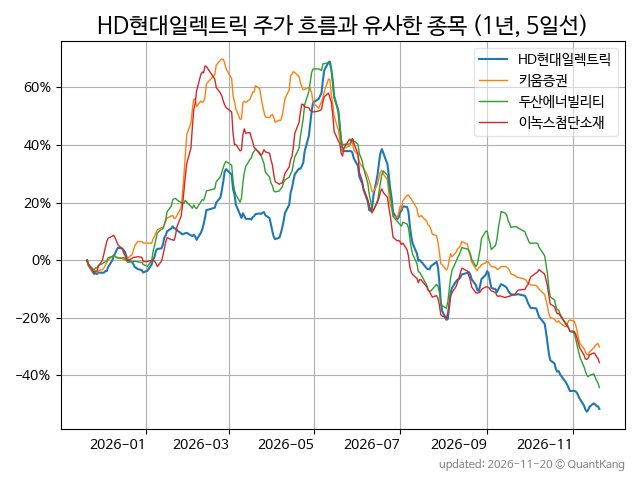 HD현대일렉트릭 주가 흐름과 유사한 종목 (1년, 5일선)
HD현대일렉트릭
키움증권
두산에너빌리티
이녹스첨단소재
60%
40%
20%
0%
−20%
−40%
2026-01
2026-03
2026-05
2026-07
2026-09
2026-11
updated: 2026-11-20 © QuantKang